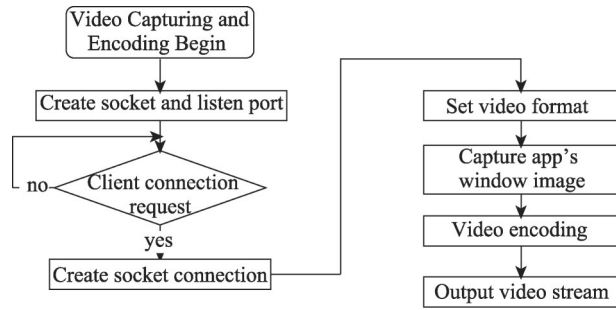 Video Capturing and
Encoding Begin
Create socket and listen port
no
Client connection
request
yes
Create socket connection
Set video format
Capture app's
window image
Video encoding
Output video stream